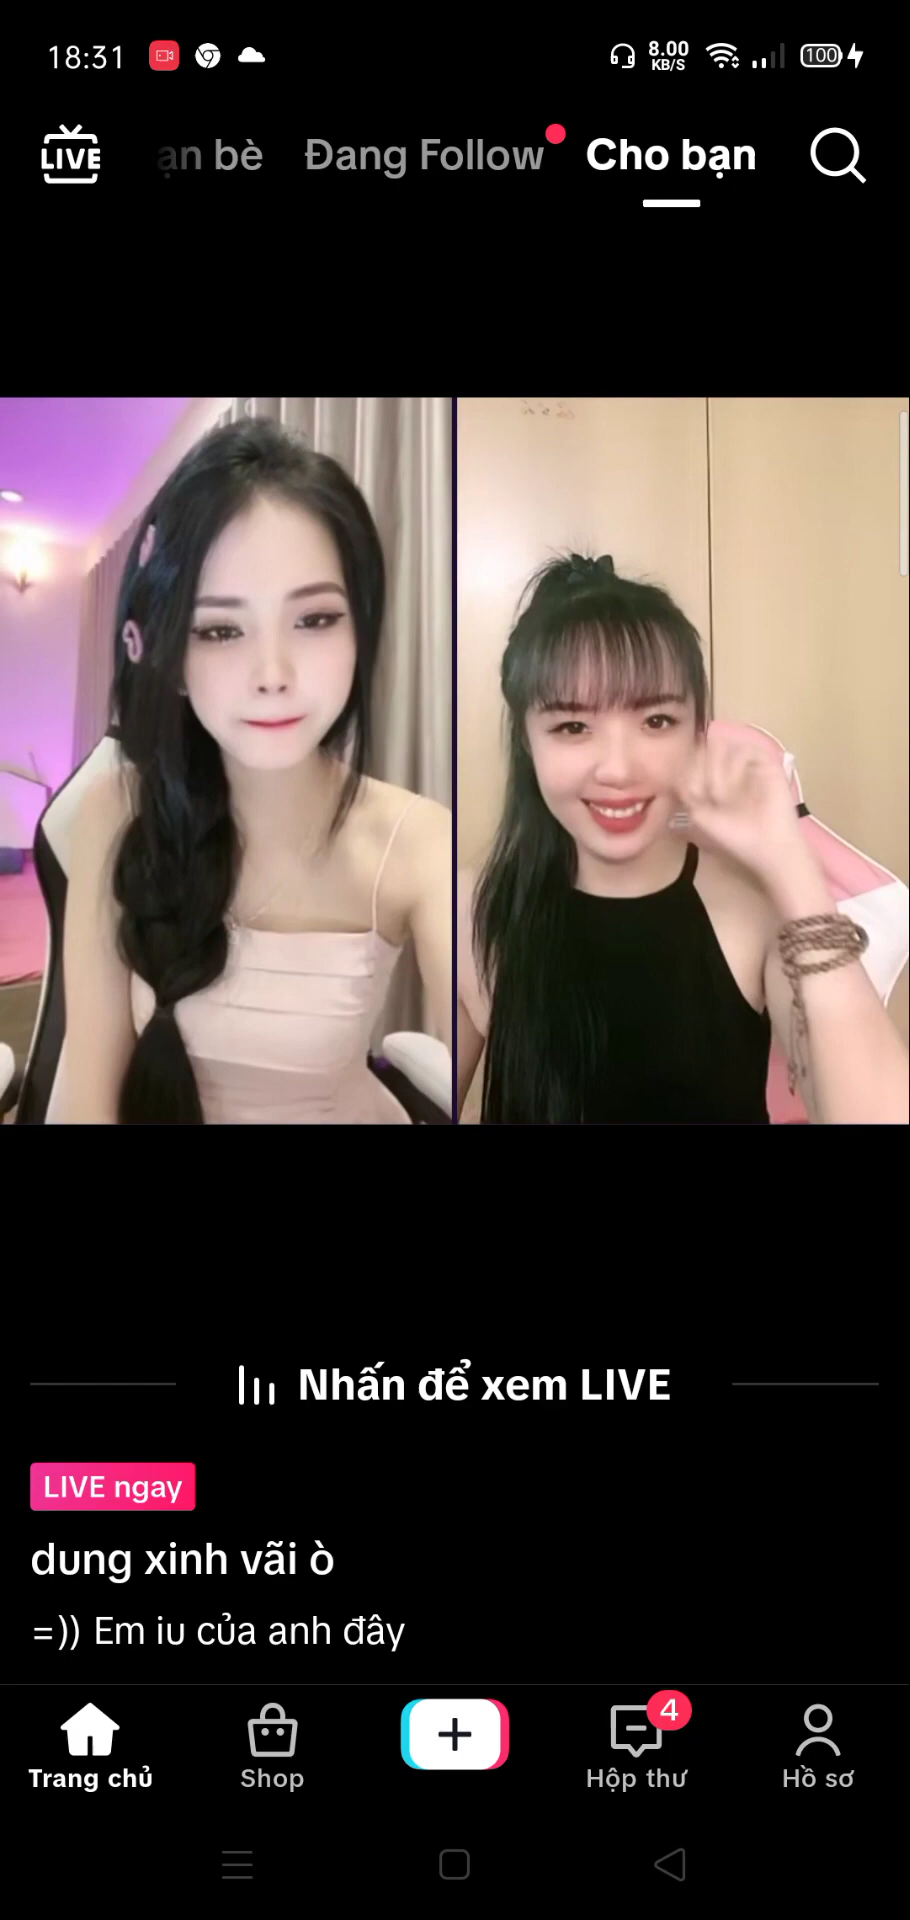 18:31
8.00
KB/S
100
LIVE
ạn bè
Đang Follow
Cho bạn
Nhấn để xem LIVE
LIVE ngay
dung xinh vãi ò
=)) Em iu của anh đây
4
Trang chủ
Shop
Hộp thư
Hồ sơ